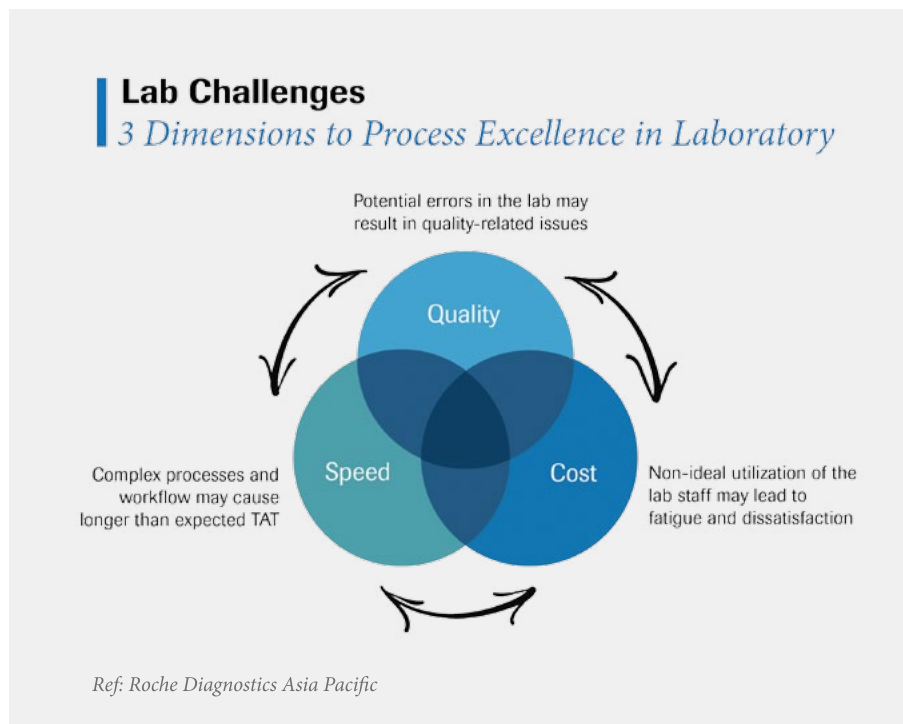 Lab Challenges
3 Dimensions to Process Excellence in Laboratory
Potential errors in the lab may
result in quality-related issues
Quality
Speed
Cost
Complex processes and
workflow may cause
longer than expected TAT
Non-ideal utilization of the
lab staff may lead to
fatigue and dissatisfaction
Ref: Roche Diagnostics Asia Pacific